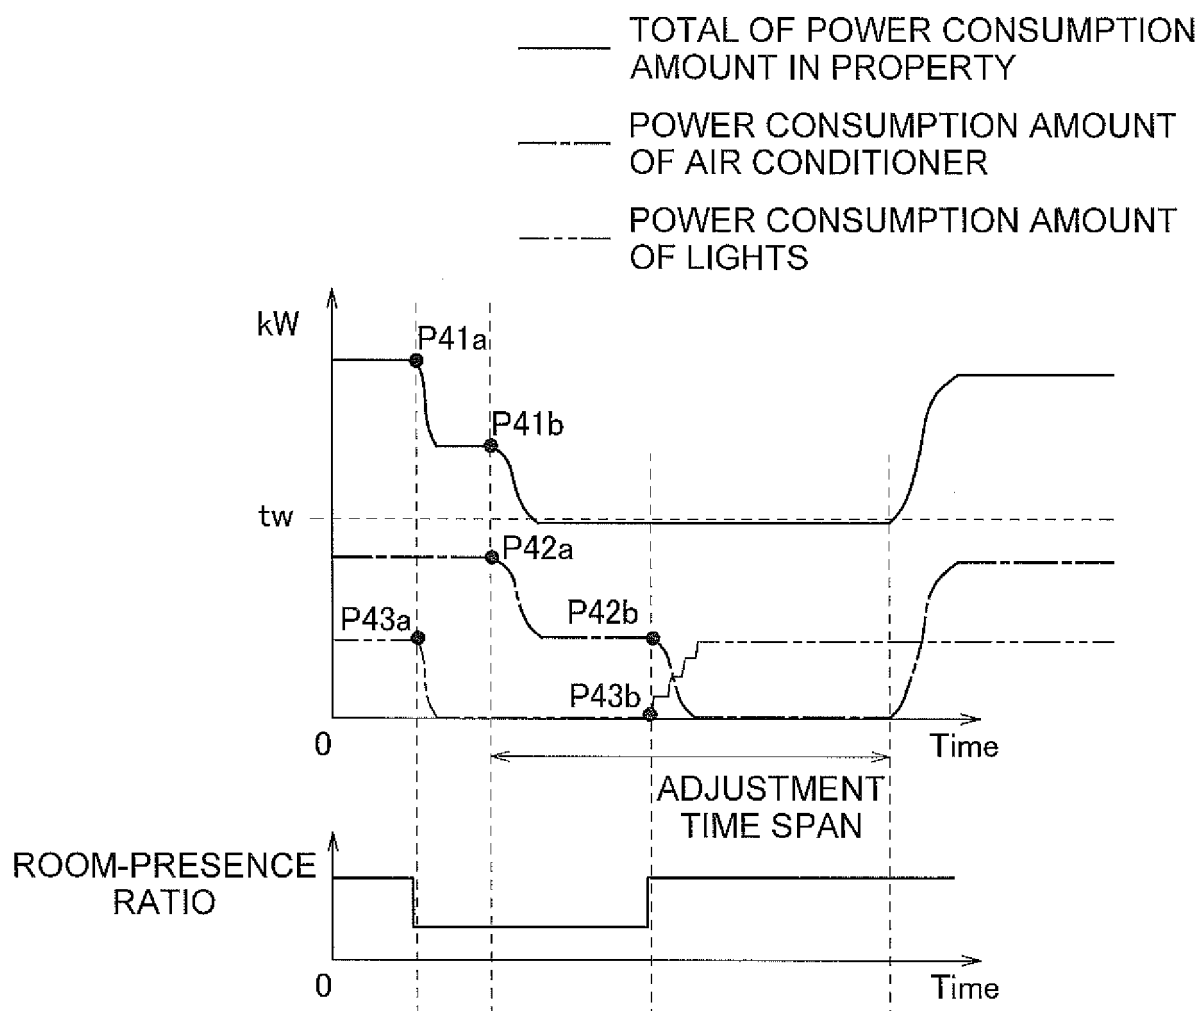 TOTAL OF POWER CONSUMPTION
AMOUNT IN PROPERTY
POWER CONSUMPTION AMOUNT
OF AIR CONDITIONER
POWER CONSUMPTION AMOUNT
OF LIGHTS
kW
P41a
P41b
tw
P42a
P43a
P42b
P43b
0
Time
ADJUSTMENT
TIME SPAN
ROOM-PRESENCE
RATIO
0
Time